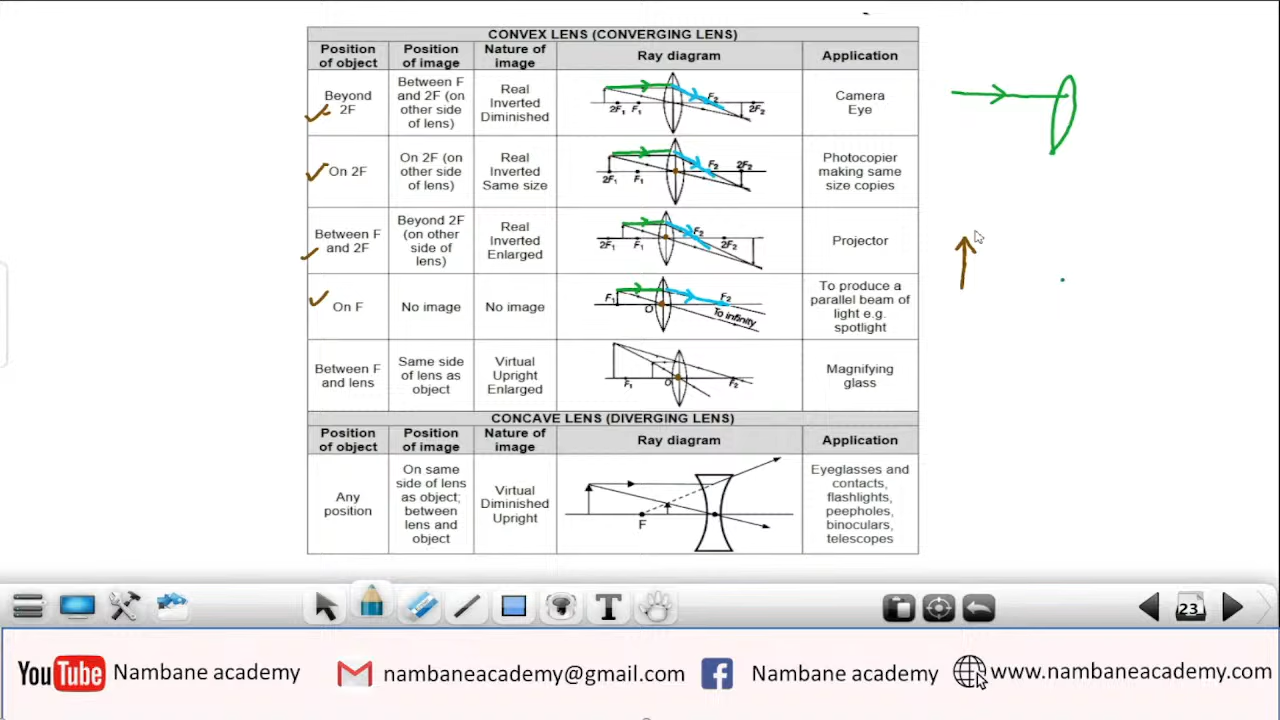 CONVEX LENS (CONVERGING LENS)
Position of object
Position of image
Nature of image
Ray diagram
Application
Beyond 2F
Between F and 2F (on other side of lens)
Real
Inverted
Diminished
2F₁ F₁ F₂ 2F₂
Camera
Eye
On 2F
On 2F (on other side of lens)
Real
Inverted
Same size
2F₁ F₁ F₂ 2F₂
Photocopier making same size copies
Between F and 2F
Beyond 2F (on other side of lens)
Real
Inverted
Enlarged
2F₁ F₁ F₂ 2F₂
Projector
On F
No image
No image
F₁ O F₂ To infinity
To produce a parallel beam of light e.g. spotlight
Between F and lens
Same side of lens as object
Virtual
Upright
Enlarged
F₁ O F₂
Magnifying glass
CONCAVE LENS (DIVERGING LENS)
Position of object
Position of image
Nature of image
Ray diagram
Application
Any position
On same side of lens as object; between lens and object
Virtual
Diminished
Upright
F
Eyeglasses and contacts, flashlights, peepholes, binoculars, telescopes
T
23
YouTube Nambane academy nambaneacademy@gmail.com Nambane academy www.nambaneacademy.com